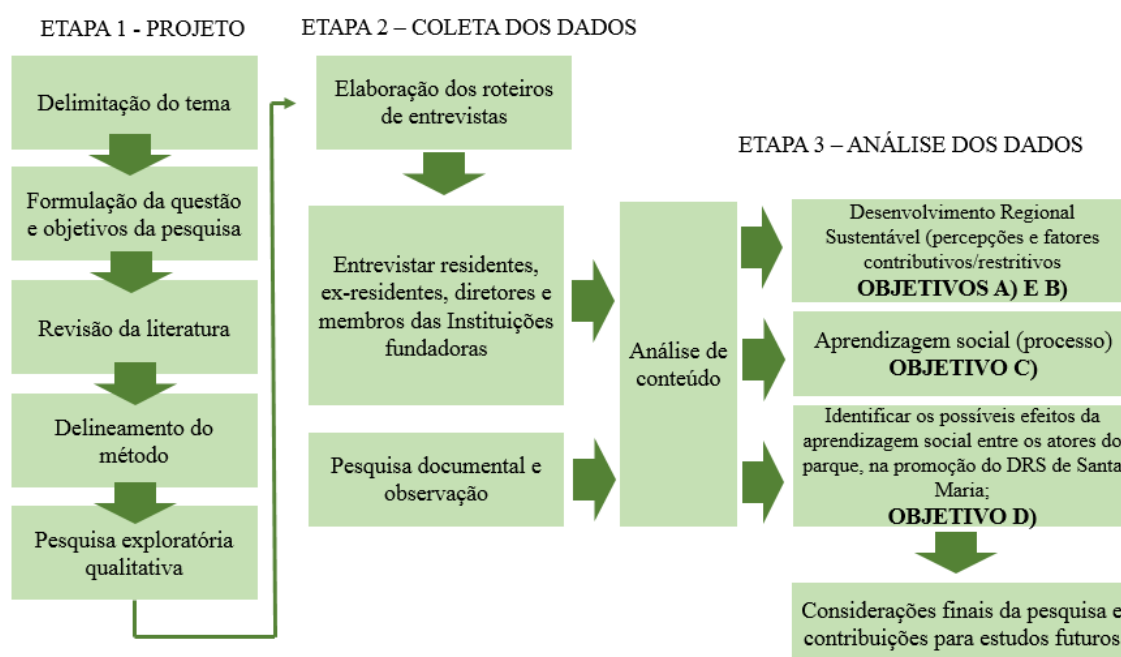 ETAPA 1 - PROJETO
Delimitação do tema
Formulação da questão
e objetivos da pesquisa
Revisão da literatura
Delineamento do
método
Pesquisa exploratória
qualitativa
ETAPA 2 – COLETA DOS DADOS
Elaboração dos roteiros
de entrevistas
Entrevistar residentes,
ex-residentes, diretores e
membros das Instituições
fundadoras
Pesquisa documental e
observação
Análise de
conteúdo
ETAPA 3 – ANÁLISE DOS DADOS
Desenvolvimento Regional
Sustentável (percepções e fatores
contributivos/restritivos
OBJETIVOS A) E B)
Aprendizagem social (processo)
OBJETIVO C)
Identificar os possíveis efeitos da
aprendizagem social entre os atores do
parque, na promoção do DRS de Santa
Maria;
OBJETIVO D)
Considerações finais da pesquisa e
contribuições para estudos futuros